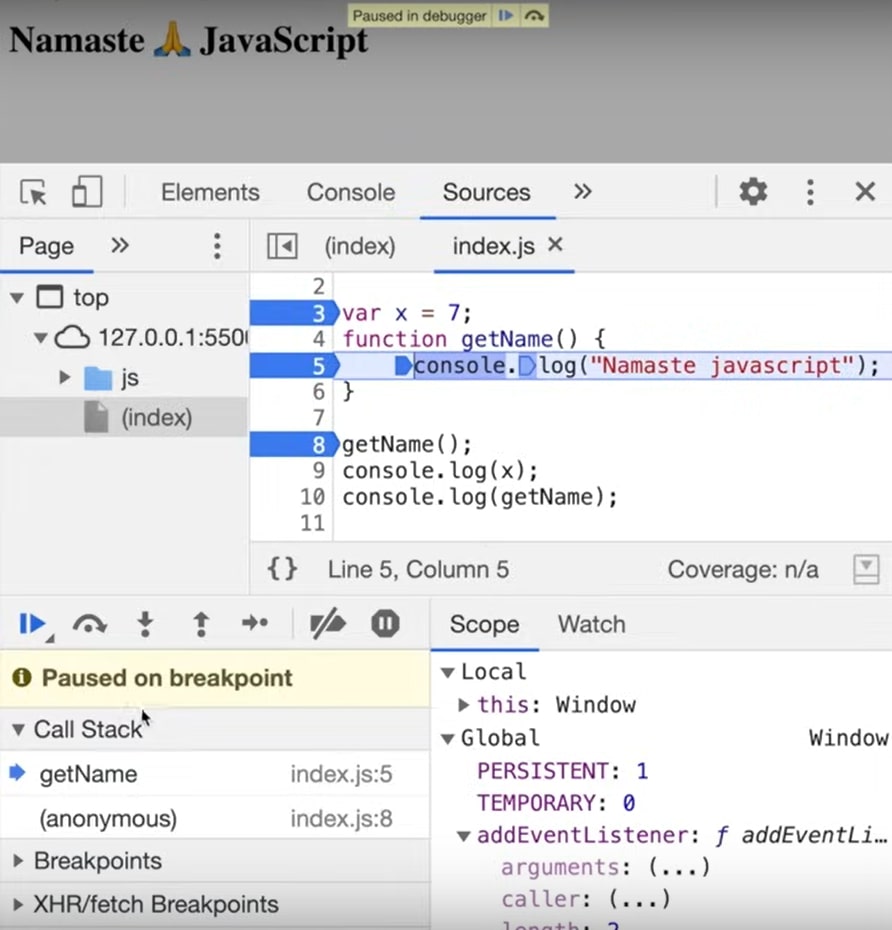 Paused in debugger
Namaste 🙏 JavaScript
Elements Console Sources »
Page » (index) index.js ×
top
127.0.0.1:550
js
(index)
2
3 var x = 7;
4 function getName() {
5 console.log("Namaste javascript");
6 }
7
8 getName();
9 console.log(x);
10 console.log(getName);
11
{} Line 5, Column 5 Coverage: n/a
Scope Watch
Paused on breakpoint
Call Stack
getName index.js:5
(anonymous) index.js:8
Breakpoints
XHR/fetch Breakpoints
Local
this: Window
Global Window
PERSISTENT: 1
TEMPORARY: 0
addEventListener: ƒ addEventLi…
arguments: (...)
caller: (...)
length: 2